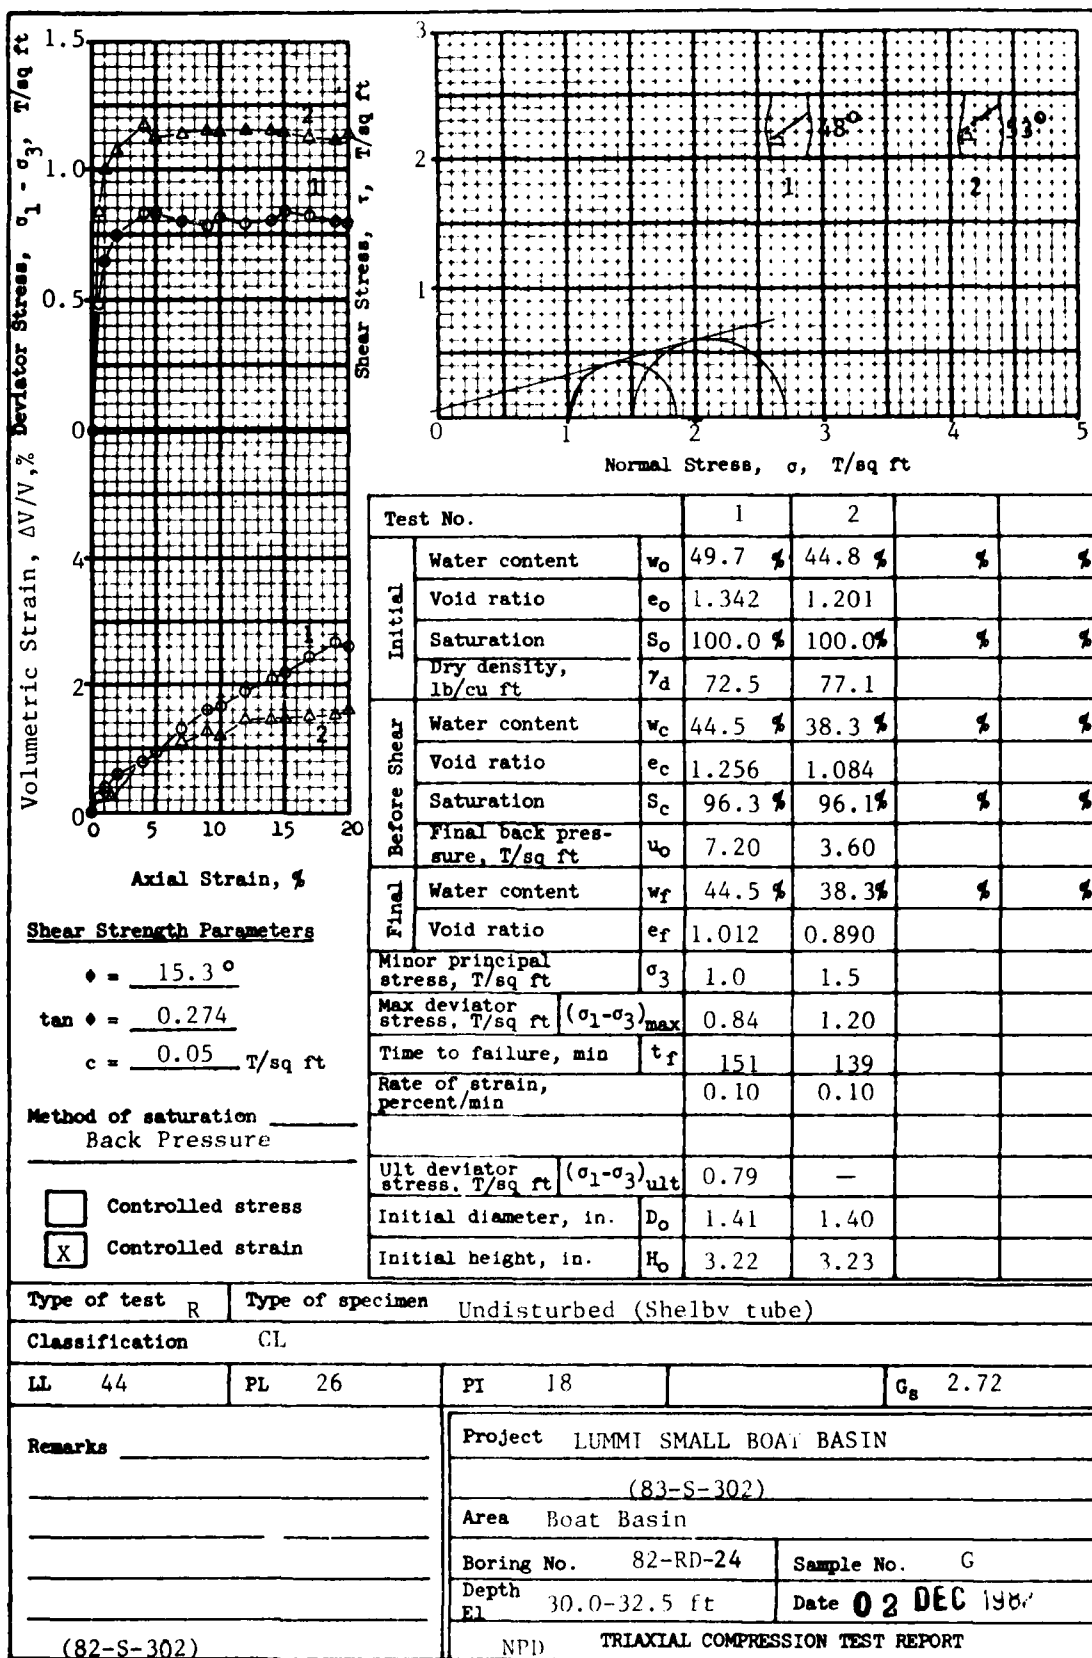 Deviator Stress, σ1 - σ3, T/sq ft
1.5
1.0
0.5
0
2
1
Volumetric Strain, ΔV/V,%
4
2
0
1
2
0 5 10 15 20
Axial Strain, %
Shear Stress, τ, T/sq ft
3
2
1
0 1 2 3 4 5
48°
1
53°
2
Normal Stress, σ, T/sq ft
Shear Strength Parameters
ϕ = 15.3°
tan ϕ = 0.274
c = 0.05 T/sq ft
Method of saturation
Back Pressure
Controlled stress
X Controlled strain
Test No. 1 2
Initial
Water content wo 49.7 % 44.8 % % %
Void ratio eo 1.342 1.201
Saturation So 100.0 % 100.0% % %
Dry density, lb/cu ft γd 72.5 77.1
Before Shear
Water content wc 44.5 % 38.3 % % %
Void ratio ec 1.256 1.084
Saturation Sc 96.3 % 96.1% % %
Final back pres-
sure, T/sq ft uo 7.20 3.60
Final
Water content wf 44.5 % 38.3% % %
Void ratio ef 1.012 0.890
Minor principal
stress, T/sq ft σ3 1.0 1.5
Max deviator
stress, T/sq ft (σ1-σ3)max 0.84 1.20
Time to failure, min tf 151 139
Rate of strain,
percent/min 0.10 0.10
Ult deviator
stress, T/sq ft (σ1-σ3)ult 0.79 —
Initial diameter, in. Do 1.41 1.40
Initial height, in. Ho 3.22 3.23
Type of test R Type of specimen Undisturbed (Shelby tube)
Classification CL
LL 44 PL 26 PI 18 Gs 2.72
Remarks
(82-S-302)
Project LUMMI SMALL BOAT BASIN
(83-S-302)
Area Boat Basin
Boring No. 82-RD-24 Sample No. G
Depth
El 30.0-32.5 ft Date 02 DEC
NPD TRIAXIAL COMPRESSION TEST REPORT